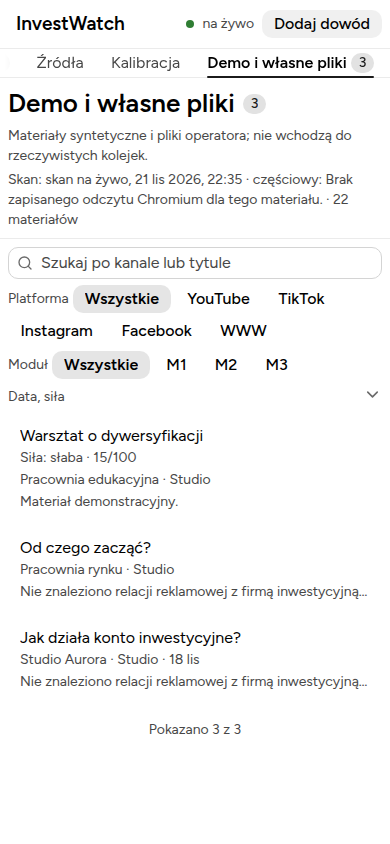 InvestWatch
na żywo
Dodaj dowód
Źródła
Kalibracja
Demo i własne pliki 3
Demo i własne pliki 3
Materiały syntetyczne i pliki operatora; nie wchodzą do
rzeczywistych kolejek.
Skan: skan na żywo, 21 lis 2026, 22:35 · częściowy: Brak
zapisanego odczytu Chromium dla tego materiału. · 22
materiałów
Szukaj po kanale lub tytule
Platforma Wszystkie YouTube TikTok
Instagram Facebook WWW
Moduł Wszystkie M1 M2 M3
Data, siła
Warsztat o dywersyfikacji
Siła: słaba · 15/100
Pracownia edukacyjna · Studio
Materiał demonstracyjny.
Od czego zacząć?
Pracownia rynku · Studio
Nie znaleziono relacji reklamowej z firmą inwestycyjną...
Jak działa konto inwestycyjne?
Studio Aurora · Studio · 18 lis
Nie znaleziono relacji reklamowej z firmą inwestycyjną...
Pokazano 3 z 3